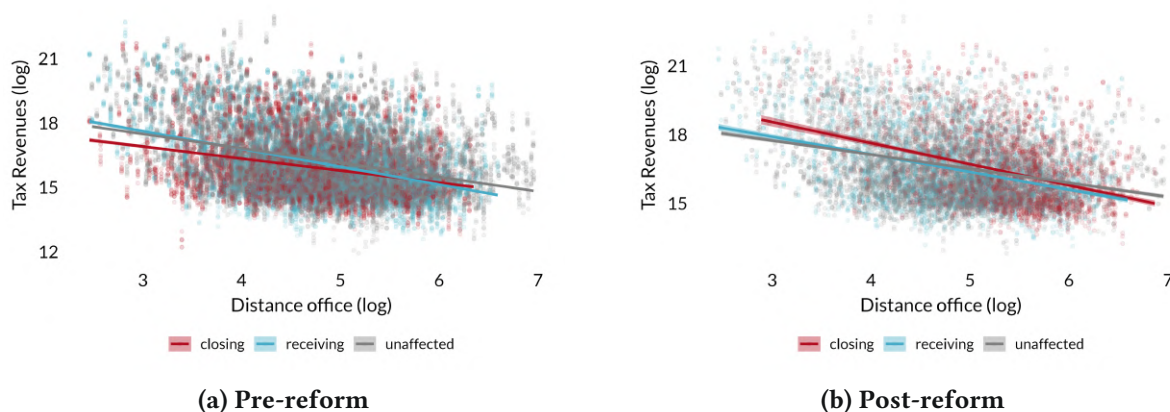 Tax Revenues (log)
21
18
15
12
3 4 5 6 7
Distance office (log)
closing receiving unaffected
(a) Pre-reform
Tax Revenues (log)
21
18
15
3 4 5 6 7
Distance office (log)
closing receiving unaffected
(b) Post-reform